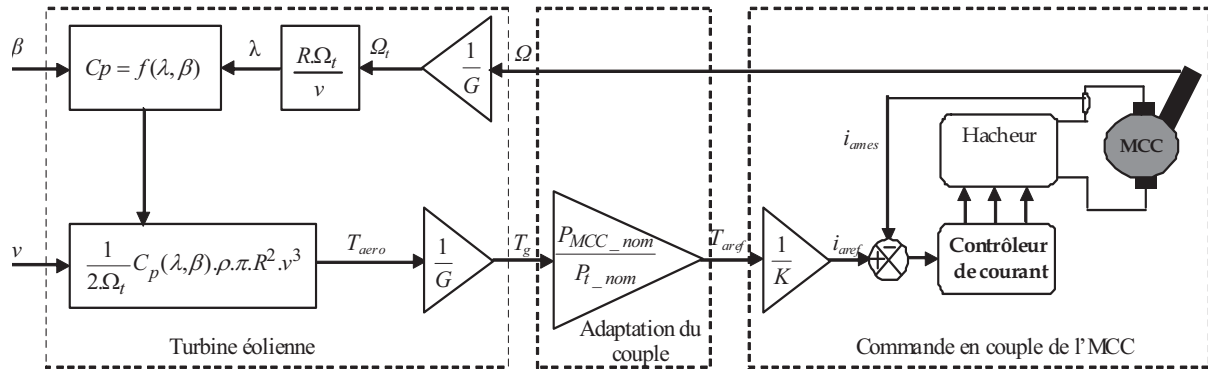 β
Cp = f(λ, β)
λ
R.Ω_t / v
Ω_t
1/G
Ω
i_ames
Hacheur
MCC
v
1/(2.Ω_t) C_p(λ, β).ρ.π.R².v³
T_aero
1/G
T_g
P_MCC_nom / P_t_nom
T_aref
1/K
i_aref
+
−
Contrôleur
de courant
Turbine éolienne
Adaptation du
couple
Commande en couple de l'MCC